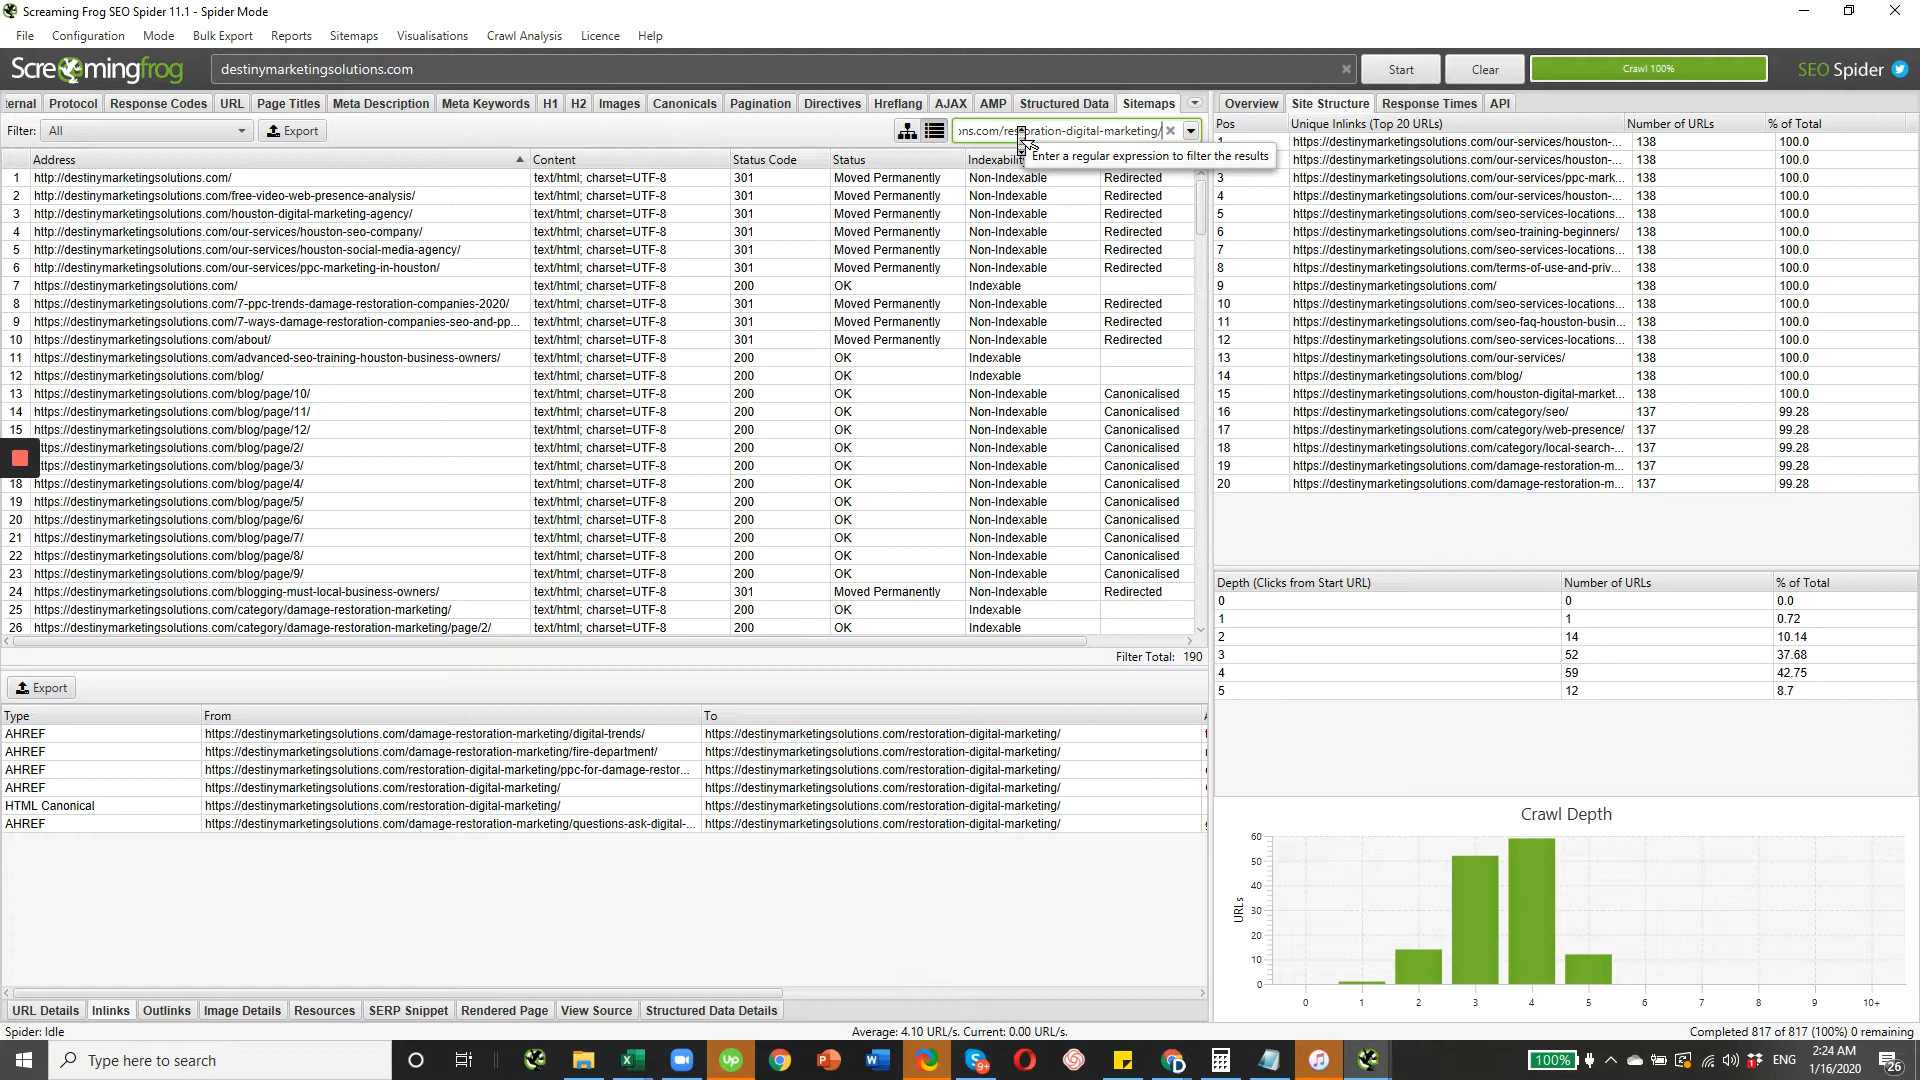 Screaming Frog SEO Spider 11.1 - Spider Mode
File Configuration Mode Bulk Export Reports Sitemaps Visualisations Crawl Analysis Licence Help
Screamingfrog destinymarketingsolutions.com Start Clear Crawl 100% SEO Spider
ternal Protocol Response Codes URL Page Titles Meta Description Meta Keywords H1 H2 Images Canonicals Pagination Directives Hreflang AJAX AMP Structured Data Sitemaps
Filter: All Export ons.com/restoration-digital-marketing/
Enter a regular expression to filter the results
Address Content Status Code Status Indexabili
1 http://destinymarketingsolutions.com/ text/html; charset=UTF-8 301 Moved Permanently Non-Indexable Redirected
2 http://destinymarketingsolutions.com/free-video-web-presence-analysis/ text/html; charset=UTF-8 301 Moved Permanently Non-Indexable Redirected
3 http://destinymarketingsolutions.com/houston-digital-marketing-agency/ text/html; charset=UTF-8 301 Moved Permanently Non-Indexable Redirected
4 http://destinymarketingsolutions.com/our-services/houston-seo-company/ text/html; charset=UTF-8 301 Moved Permanently Non-Indexable Redirected
5 http://destinymarketingsolutions.com/our-services/houston-social-media-agency/ text/html; charset=UTF-8 301 Moved Permanently Non-Indexable Redirected
6 http://destinymarketingsolutions.com/our-services/ppc-marketing-in-houston/ text/html; charset=UTF-8 301 Moved Permanently Non-Indexable Redirected
7 https://destinymarketingsolutions.com/ text/html; charset=UTF-8 200 OK Indexable
8 https://destinymarketingsolutions.com/7-ppc-trends-damage-restoration-companies-2020/ text/html; charset=UTF-8 301 Moved Permanently Non-Indexable Redirected
9 https://destinymarketingsolutions.com/7-ways-damage-restoration-companies-seo-and-pp... text/html; charset=UTF-8 301 Moved Permanently Non-Indexable Redirected
10 https://destinymarketingsolutions.com/about/ text/html; charset=UTF-8 301 Moved Permanently Non-Indexable Redirected
11 https://destinymarketingsolutions.com/advanced-seo-training-houston-business-owners/ text/html; charset=UTF-8 200 OK Indexable
12 https://destinymarketingsolutions.com/blog/ text/html; charset=UTF-8 200 OK Indexable
13 https://destinymarketingsolutions.com/blog/page/10/ text/html; charset=UTF-8 200 OK Non-Indexable Canonicalised
14 https://destinymarketingsolutions.com/blog/page/11/ text/html; charset=UTF-8 200 OK Non-Indexable Canonicalised
15 https://destinymarketingsolutions.com/blog/page/12/ text/html; charset=UTF-8 200 OK Non-Indexable Canonicalised
ttps://destinymarketingsolutions.com/blog/page/2/ text/html; charset=UTF-8 200 OK Non-Indexable Canonicalised
ttps://destinymarketingsolutions.com/blog/page/3/ text/html; charset=UTF-8 200 OK Non-Indexable Canonicalised
18 https://destinymarketingsolutions.com/blog/page/4/ text/html; charset=UTF-8 200 OK Non-Indexable Canonicalised
19 https://destinymarketingsolutions.com/blog/page/5/ text/html; charset=UTF-8 200 OK Non-Indexable Canonicalised
20 https://destinymarketingsolutions.com/blog/page/6/ text/html; charset=UTF-8 200 OK Non-Indexable Canonicalised
21 https://destinymarketingsolutions.com/blog/page/7/ text/html; charset=UTF-8 200 OK Non-Indexable Canonicalised
22 https://destinymarketingsolutions.com/blog/page/8/ text/html; charset=UTF-8 200 OK Non-Indexable Canonicalised
23 https://destinymarketingsolutions.com/blog/page/9/ text/html; charset=UTF-8 200 OK Non-Indexable Canonicalised
24 https://destinymarketingsolutions.com/blogging-must-local-business-owners/ text/html; charset=UTF-8 301 Moved Permanently Non-Indexable Redirected
25 https://destinymarketingsolutions.com/category/damage-restoration-marketing/ text/html; charset=UTF-8 200 OK Indexable
26 https://destinymarketingsolutions.com/category/damage-restoration-marketing/page/2/ text/html; charset=UTF-8 200 OK Indexable
Filter Total: 190
Export
Type From To
AHREF https://destinymarketingsolutions.com/damage-restoration-marketing/digital-trends/ https://destinymarketingsolutions.com/restoration-digital-marketing/
AHREF https://destinymarketingsolutions.com/damage-restoration-marketing/fire-department/ https://destinymarketingsolutions.com/restoration-digital-marketing/
AHREF https://destinymarketingsolutions.com/restoration-digital-marketing/ppc-for-damage-restor... https://destinymarketingsolutions.com/restoration-digital-marketing/
AHREF https://destinymarketingsolutions.com/restoration-digital-marketing/ https://destinymarketingsolutions.com/restoration-digital-marketing/
HTML Canonical https://destinymarketingsolutions.com/restoration-digital-marketing/ https://destinymarketingsolutions.com/restoration-digital-marketing/
AHREF https://destinymarketingsolutions.com/damage-restoration-marketing/questions-ask-digital-... https://destinymarketingsolutions.com/restoration-digital-marketing/
URL Details Inlinks Outlinks Image Details Resources SERP Snippet Rendered Page View Source Structured Data Details
Overview Site Structure Response Times API
Pos Unique Inlinks (Top 20 URLs) Number of URLs % of Total
https://destinymarketingsolutions.com/our-services/houston-... 138 100.0
https://destinymarketingsolutions.com/our-services/houston-... 138 100.0
3 https://destinymarketingsolutions.com/our-services/ppc-mark... 138 100.0
4 https://destinymarketingsolutions.com/our-services/houston-... 138 100.0
5 https://destinymarketingsolutions.com/seo-services-locations... 138 100.0
6 https://destinymarketingsolutions.com/seo-training-beginners/ 138 100.0
7 https://destinymarketingsolutions.com/seo-services-locations... 138 100.0
8 https://destinymarketingsolutions.com/terms-of-use-and-priv... 138 100.0
9 https://destinymarketingsolutions.com/ 138 100.0
10 https://destinymarketingsolutions.com/seo-services-locations... 138 100.0
11 https://destinymarketingsolutions.com/seo-faq-houston-busin... 138 100.0
12 https://destinymarketingsolutions.com/seo-services-locations... 138 100.0
13 https://destinymarketingsolutions.com/our-services/ 138 100.0
14 https://destinymarketingsolutions.com/blog/ 138 100.0
15 https://destinymarketingsolutions.com/houston-digital-market... 138 100.0
16 https://destinymarketingsolutions.com/category/seo/ 137 99.28
17 https://destinymarketingsolutions.com/category/web-presence/ 137 99.28
18 https://destinymarketingsolutions.com/category/local-search-... 137 99.28
19 https://destinymarketingsolutions.com/damage-restoration-m... 137 99.28
20 https://destinymarketingsolutions.com/damage-restoration-m... 137 99.28
Depth (Clicks from Start URL) Number of URLs % of Total
0 0 0.0
1 1 0.72
2 14 10.14
3 52 37.68
4 59 42.75
5 12 8.7
Crawl Depth
URLs
60
50
40
30
20
10
0
0 1 2 3 4 5 6 7 8 9 10+
Spider: Idle Average: 4.10 URL/s. Current: 0.00 URL/s. Completed 817 of 817 (100%) 0 remaining
Type here to search 100% ENG 2:24 AM
1/16/2020 26